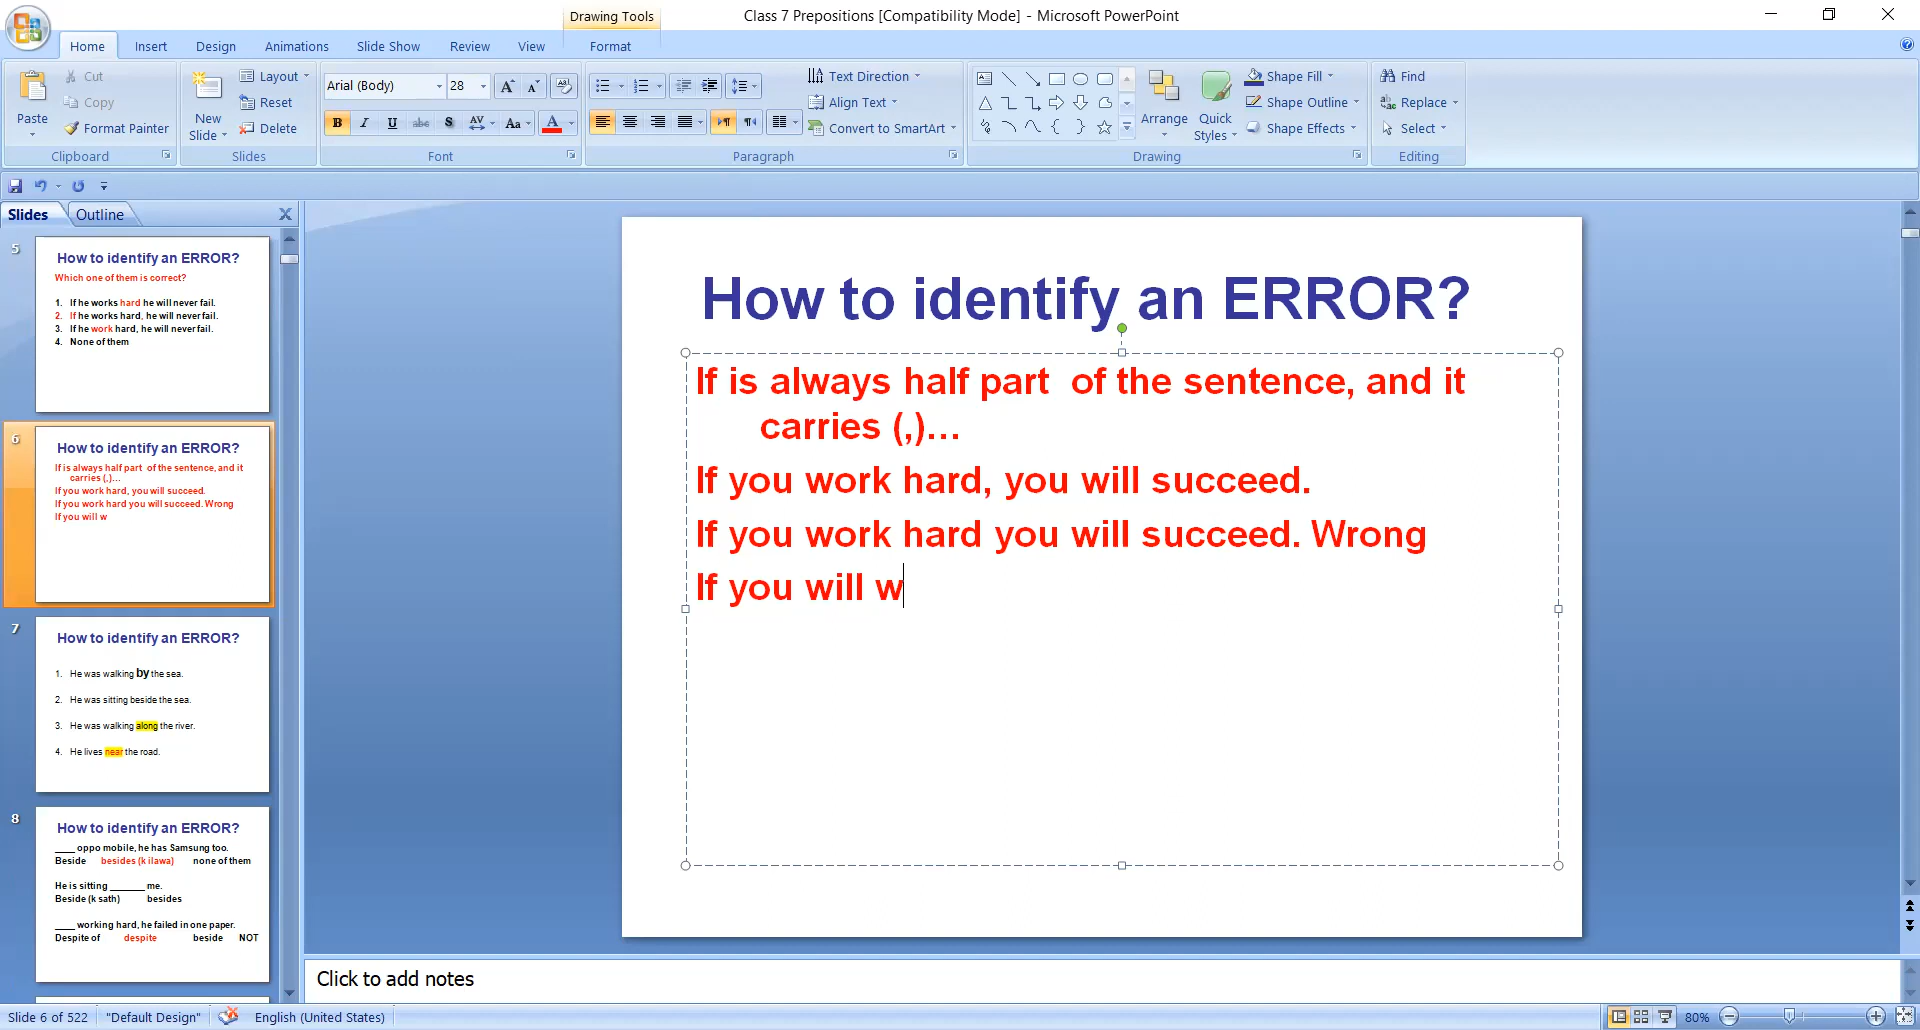 Drawing Tools
Class 7 Prepositions [Compatibility Mode] - Microsoft PowerPoint
Home Insert Design Animations Slide Show Review View Format
Paste
Cut
Copy
Format Painter
Clipboard
New Slide
Layout
Reset
Delete
Slides
Arial (Body) 28
B I U abc S AV Aa A
Font
Text Direction
Align Text
Convert to SmartArt
Paragraph
Arrange
Quick Styles
Shape Fill
Shape Outline
Shape Effects
Drawing
Find
Replace
Select
Editing
Slides Outline
5
How to identify an ERROR?
Which one of them is correct?
1. If he works hard he will never fail.
2. If he works hard, he will never fail.
3. If he work hard, he will never fail.
4. None of them
6
How to identify an ERROR?
If is always half part of the sentence, and it
carries (,)...
If you work hard, you will succeed.
If you work hard you will succeed. Wrong
If you will w
7
How to identify an ERROR?
1. He was walking by the sea.
2. He was sitting beside the sea.
3. He was walking along the river.
4. He lives near the road.
8
How to identify an ERROR?
____ oppo mobile, he has Samsung too.
Beside besides (k ilawa) none of them
He is sitting _______ me.
Beside (k sath) besides
____ working hard, he failed in one paper.
Despite of despite beside NOT
How to identify an ERROR?
If is always half part  of the sentence, and it
carries (,)...
If you work hard, you will succeed.
If you work hard you will succeed. Wrong
If you will w
Click to add notes
Slide 6 of 522 "Default Design" English (United States) 80%